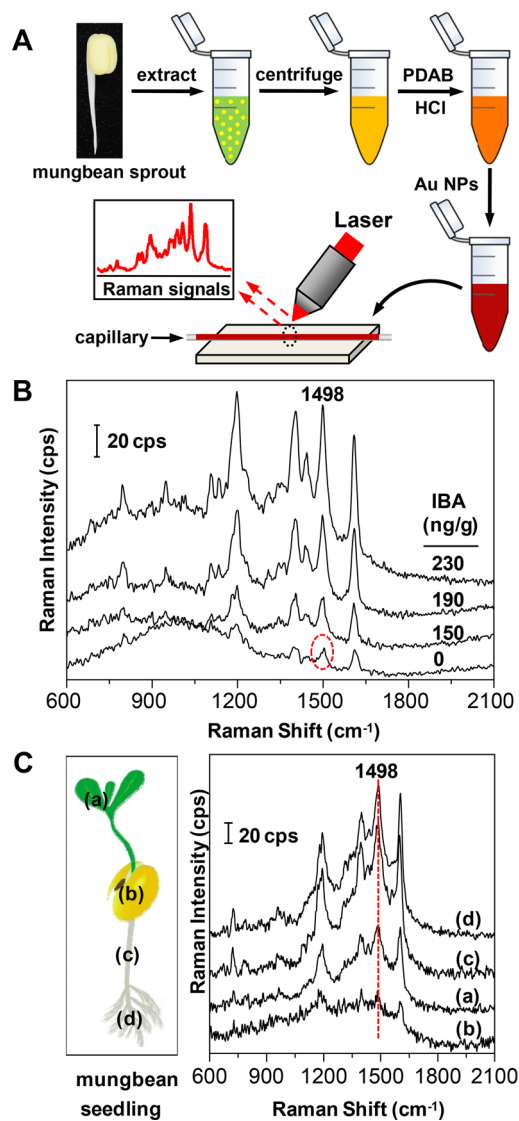 A
extract
centrifuge
PDAB
HCl
mungbean sprout
Au NPs
Laser
Raman signals
capillary
B
1498
20 cps
IBA
(ng/g)
230
190
150
0
Raman Intensity (cps)
600 900 1200 1500 1800 2100
Raman Shift (cm⁻¹)
C
(a)
(b)
(c)
(d)
mungbean
seedling
1498
20 cps
(d)
(c)
(a)
(b)
Raman Intensity (cps)
600 900 1200 1500 1800 2100
Raman Shift (cm⁻¹)